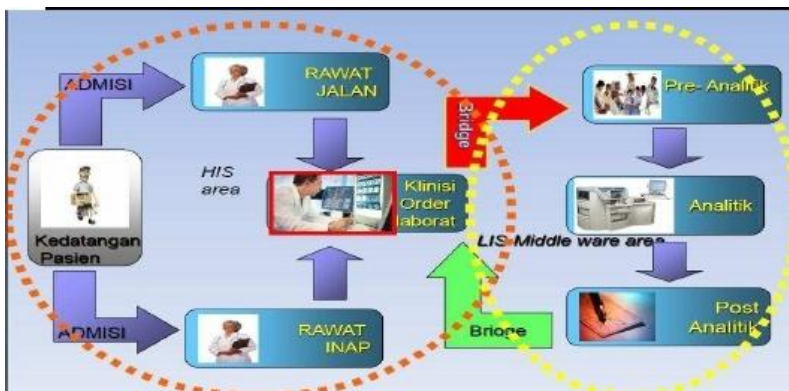 ADMISI
RAWAT
JALAN
HIS
area
Kedatangan
Pasien
Klinisi
Order
laborat
ADMISI
RAWAT
INAP
Bridge
Pre- Analitik
Analitik
LIS-Middle ware area
Post
Analitik
Bridge